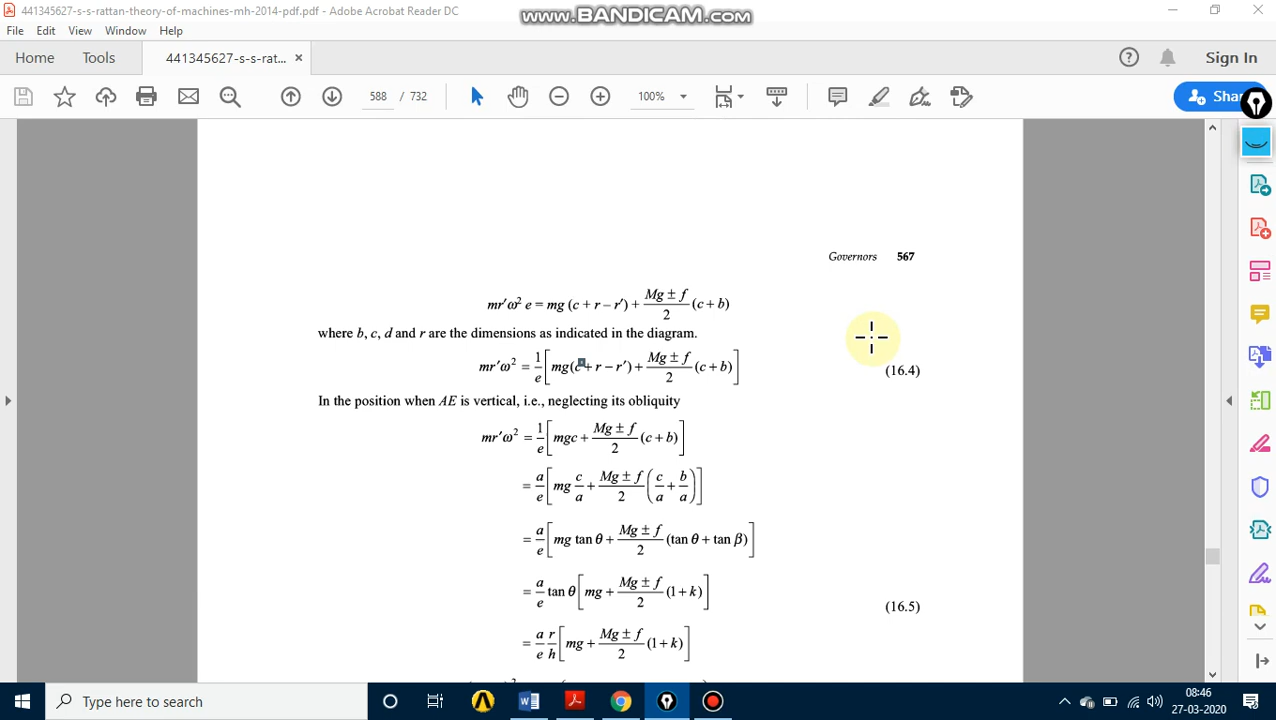 441345627-s-s-rattan-theory-of-machines-mh-2014-pdf.pdf - Adobe Acrobat Reader DC
www.BANDICAM.com
File Edit View Window Help
Home Tools 441345627-s-s-rat... × Sign In
588 / 732 100% Shar
Governors 567
mr′ω² e = mg (c + r – r′) + (Mg ± f)/2 (c + b)
where b, c, d and r are the dimensions as indicated in the diagram.
mr′ω² = 1/e [mg(c + r – r′) + (Mg ± f)/2 (c + b)] (16.4)
In the position when AE is vertical, i.e., neglecting its obliquity
mr′ω² = 1/e [mgc + (Mg ± f)/2 (c + b)]
= a/e [mg c/a + (Mg ± f)/2 (c/a + b/a)]
= a/e [mg tan θ + (Mg ± f)/2 (tan θ + tan β)]
= a/e tan θ [mg + (Mg ± f)/2 (1 + k)] (16.5)
= a/e r/h [mg + (Mg ± f)/2 (1 + k)]
Type here to search
08:46
27-03-2020